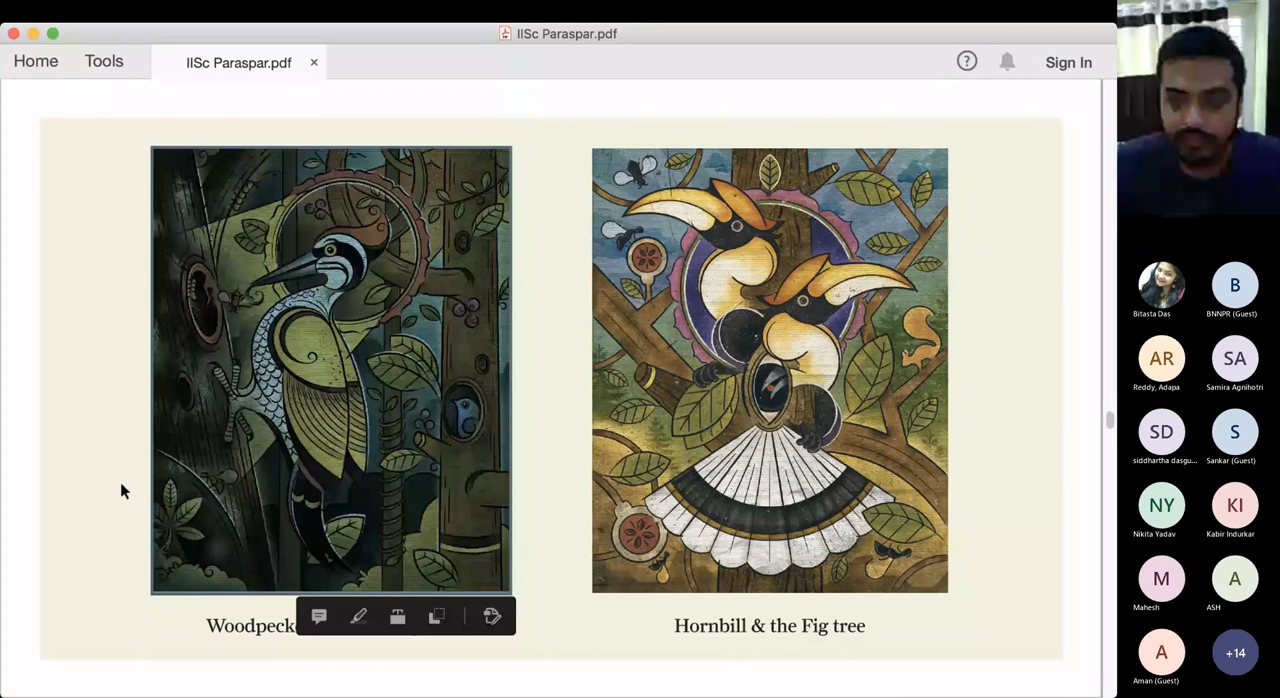 IISc Paraspar.pdf
Home
Tools
IISc Paraspar.pdf
×
?
Sign In
Hornbill & the Fig tree
Bitasta Das
B
BNNPR (Guest)
AR
Reddy, Adapa
SA
Samira Agnihotri
SD
siddhartha dasgu...
S
Sankar (Guest)
NY
Nikita Yadav
KI
Kabir Indurkar
M
Mahesh
A
ASH
A
Aman (Guest)
+14